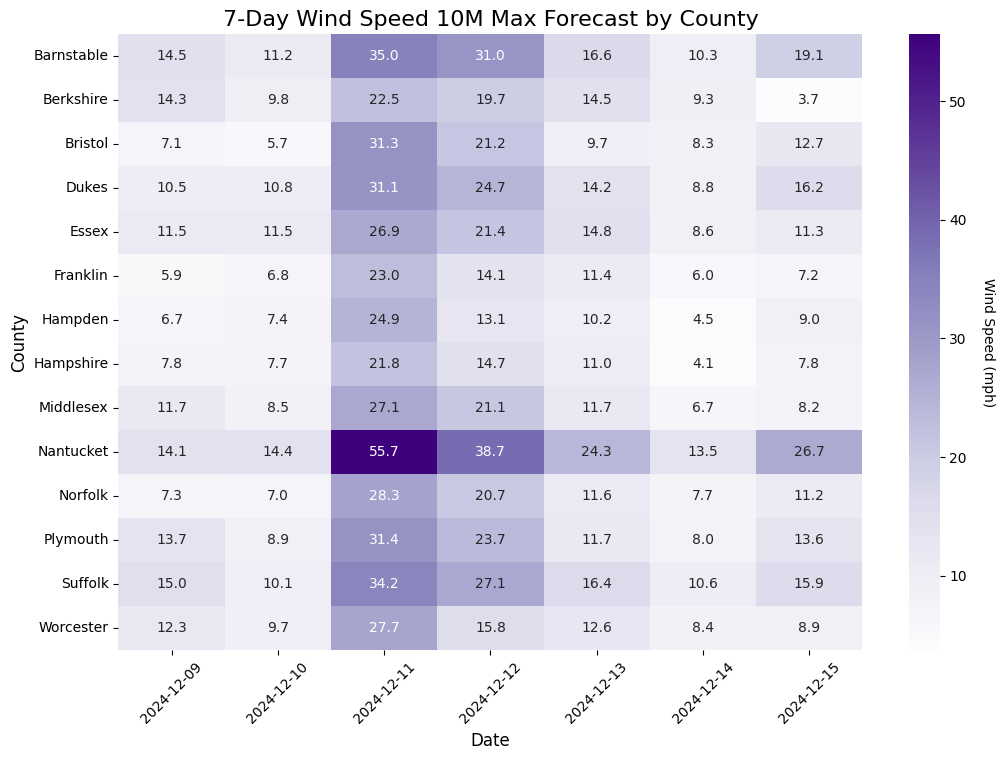 7-Day Wind Speed 10M Max Forecast by County
County
Barnstable 14.5 11.2 35.0 31.0 16.6 10.3 19.1
Berkshire 14.3 9.8 22.5 19.7 14.5 9.3 3.7
Bristol 7.1 5.7 31.3 21.2 9.7 8.3 12.7
Dukes 10.5 10.8 31.1 24.7 14.2 8.8 16.2
Essex 11.5 11.5 26.9 21.4 14.8 8.6 11.3
Franklin 5.9 6.8 23.0 14.1 11.4 6.0 7.2
Hampden 6.7 7.4 24.9 13.1 10.2 4.5 9.0
Hampshire 7.8 7.7 21.8 14.7 11.0 4.1 7.8
Middlesex 11.7 8.5 27.1 21.1 11.7 6.7 8.2
Nantucket 14.1 14.4 55.7 38.7 24.3 13.5 26.7
Norfolk 7.3 7.0 28.3 20.7 11.6 7.7 11.2
Plymouth 13.7 8.9 31.4 23.7 11.7 8.0 13.6
Suffolk 15.0 10.1 34.2 27.1 16.4 10.6 15.9
Worcester 12.3 9.7 27.7 15.8 12.6 8.4 8.9
2024-12-09 2024-12-10 2024-12-11 2024-12-12 2024-12-13 2024-12-14 2024-12-15
Date
50
40
30
20
10
Wind Speed (mph)